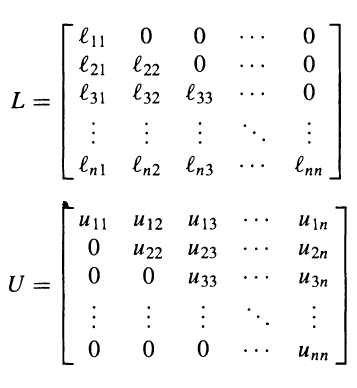 ℓ₁₁ 0 0 ⋯ 0
ℓ₂₁ ℓ₂₂ 0 ⋯ 0
L = ℓ₃₁ ℓ₃₂ ℓ₃₃ ⋯ 0
⋮ ⋮ ⋮ ⋱ ⋮
ℓₙ₁ ℓₙ₂ ℓₙ₃ ⋯ ℓₙₙ
u₁₁ u₁₂ u₁₃ ⋯ u₁ₙ
0 u₂₂ u₂₃ ⋯ u₂ₙ
U = 0 0 u₃₃ ⋯ u₃ₙ
⋮ ⋮ ⋮ ⋱ ⋮
0 0 0 ⋯ uₙₙ